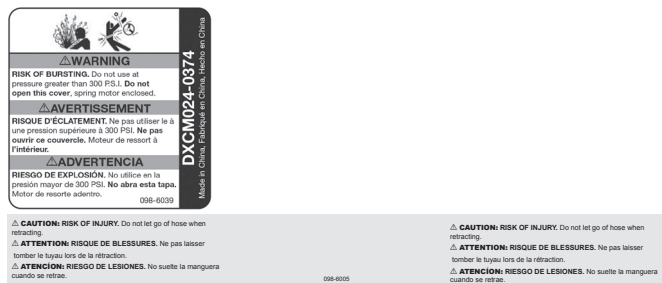 ⚠WARNING
RISK OF BURSTING. Do not use at
pressure greater than 300 P.S.I. Do not
open this cover, spring motor enclosed.
⚠AVERTISSEMENT
RISQUE D'ÉCLATEMENT. Ne pas utiliser le à
une pression supérieure à 300 PSI. Ne pas
ouvrir ce couvercle. Moteur de ressort à
l'intérieur.
⚠ADVERTENCIA
RIESGO DE EXPLOSIÓN. No utilice en la
presión mayor de 300 PSI. No abra esta tapa.
Motor de resorte adentro.
098-6039
DXCM024-0374
Made in China, Fabriqué en China, Hecho en China
⚠ CAUTION: RISK OF INJURY. Do not let go of hose when
retracting.
⚠ ATTENTION: RISQUE DE BLESSURES. Ne pas laisser
tomber le tuyau lors de la rétraction.
⚠ ATENCÍON: RIESGO DE LESIONES. No suelte la manguera
cuando se retrae.
098-6005
⚠ CAUTION: RISK OF INJURY. Do not let go of hose when
retracting.
⚠ ATTENTION: RISQUE DE BLESSURES. Ne pas laisser
tomber le tuyau lors de la rétraction.
⚠ ATENCÍON: RIESGO DE LESIONES. No suelte la manguera
cuando se retrae.